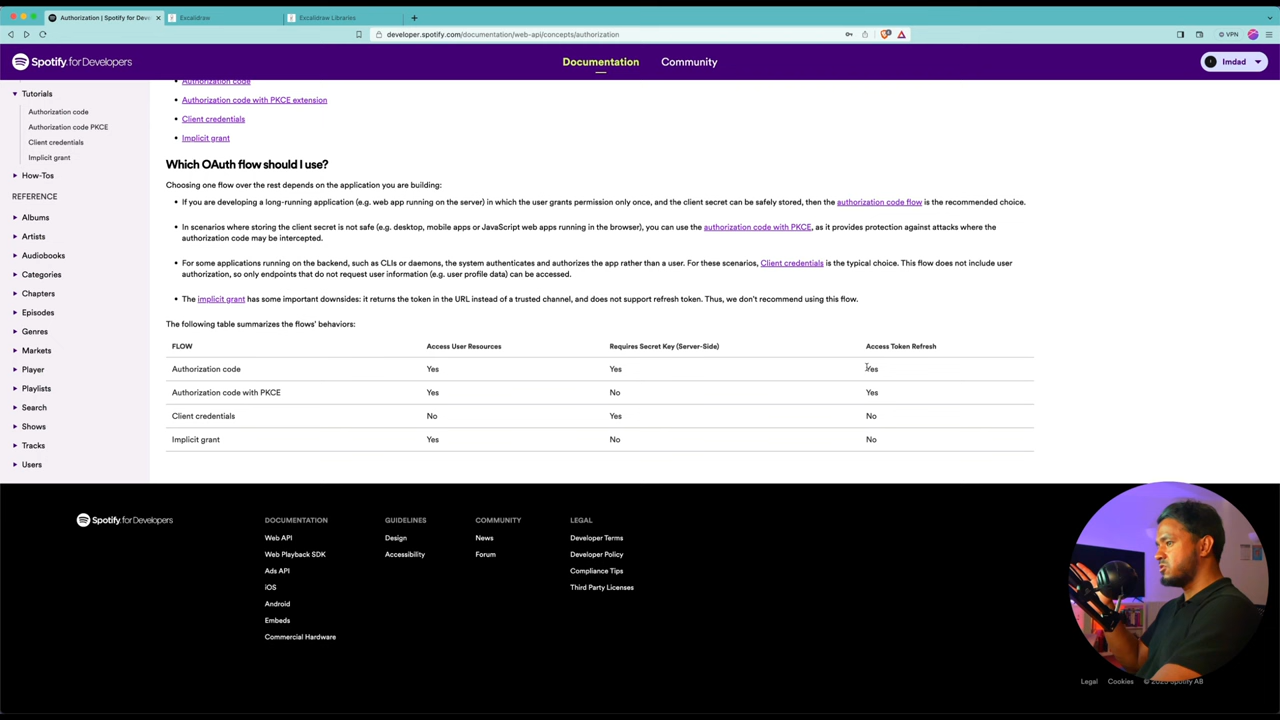 Authorization | Spotify for Deve
Excalidraw
Excalidraw Libraries
developer.spotify.com/documentation/web-api/concepts/authorization
VPN
Spotify for Developers
Documentation
Community
Imdad
Tutorials
Authorization code
Authorization code PKCE
Client credentials
Implicit grant
How-Tos
REFERENCE
Albums
Artists
Audiobooks
Categories
Chapters
Episodes
Genres
Markets
Player
Playlists
Search
Shows
Tracks
Users
Authorization code
Authorization code with PKCE extension
Client credentials
Implicit grant
Which OAuth flow should I use?
Choosing one flow over the rest depends on the application you are building:
If you are developing a long-running application (e.g. web app running on the server) in which the user grants permission only once, and the client secret can be safely stored, then the authorization code flow is the recommended choice.
In scenarios where storing the client secret is not safe (e.g. desktop, mobile apps or JavaScript web apps running in the browser), you can use the authorization code with PKCE, as it provides protection against attacks where the
authorization code may be intercepted.
For some applications running on the backend, such as CLIs or daemons, the system authenticates and authorizes the app rather than a user. For these scenarios, Client credentials is the typical choice. This flow does not include user
authorization, so only endpoints that do not request user information (e.g. user profile data) can be accessed.
The implicit grant has some important downsides: it returns the token in the URL instead of a trusted channel, and does not support refresh token. Thus, we don't recommend using this flow.
The following table summarizes the flows' behaviors:
FLOW Access User Resources Requires Secret Key (Server-Side) Access Token Refresh
Authorization code Yes Yes Yes
Authorization code with PKCE Yes No Yes
Client credentials No Yes No
Implicit grant Yes No No
Spotify for Developers
DOCUMENTATION
Web API
Web Playback SDK
Ads API
iOS
Android
Embeds
Commercial Hardware
GUIDELINES
Design
Accessibility
COMMUNITY
News
Forum
LEGAL
Developer Terms
Developer Policy
Compliance Tips
Third Party Licenses
Legal Cookies © Spotify AB